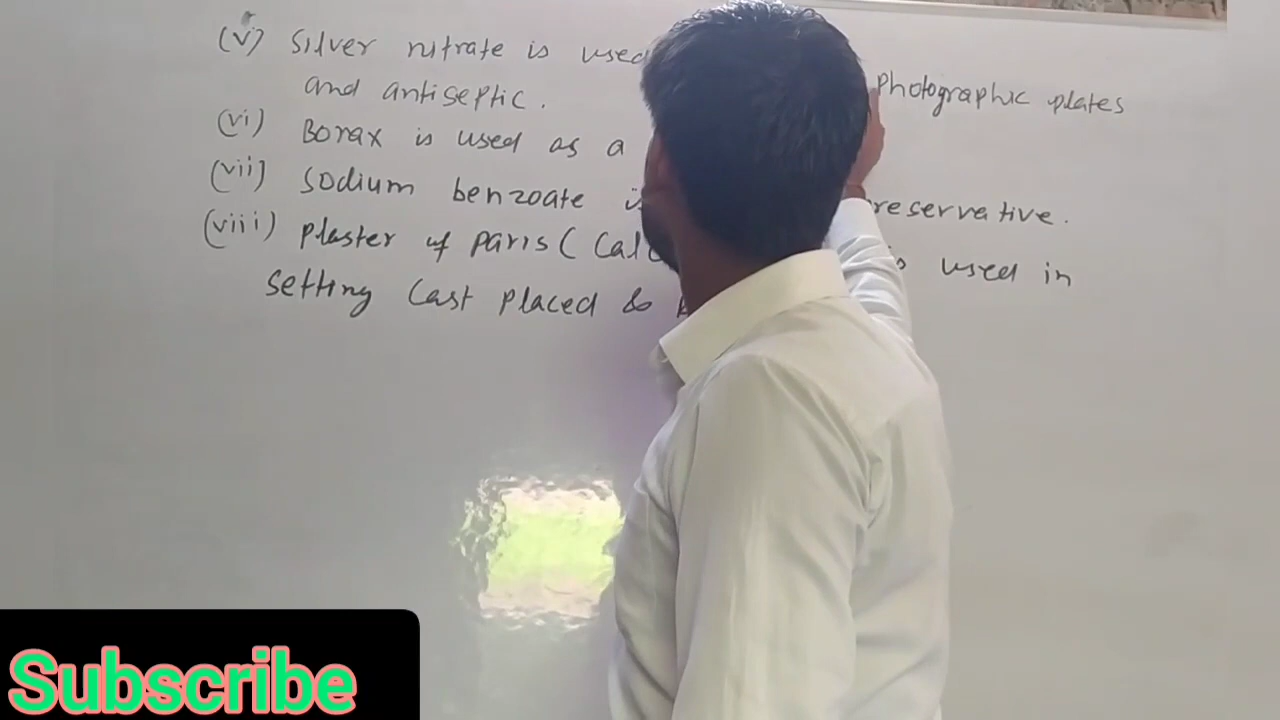 (v) Silver nitrate is used photographic plates
and antiseptic.
(vi) Borax is used as a
(vii) Sodium benzoate reservative.
(viii) plaster of paris ( used in
setting cast placed
Subscribe